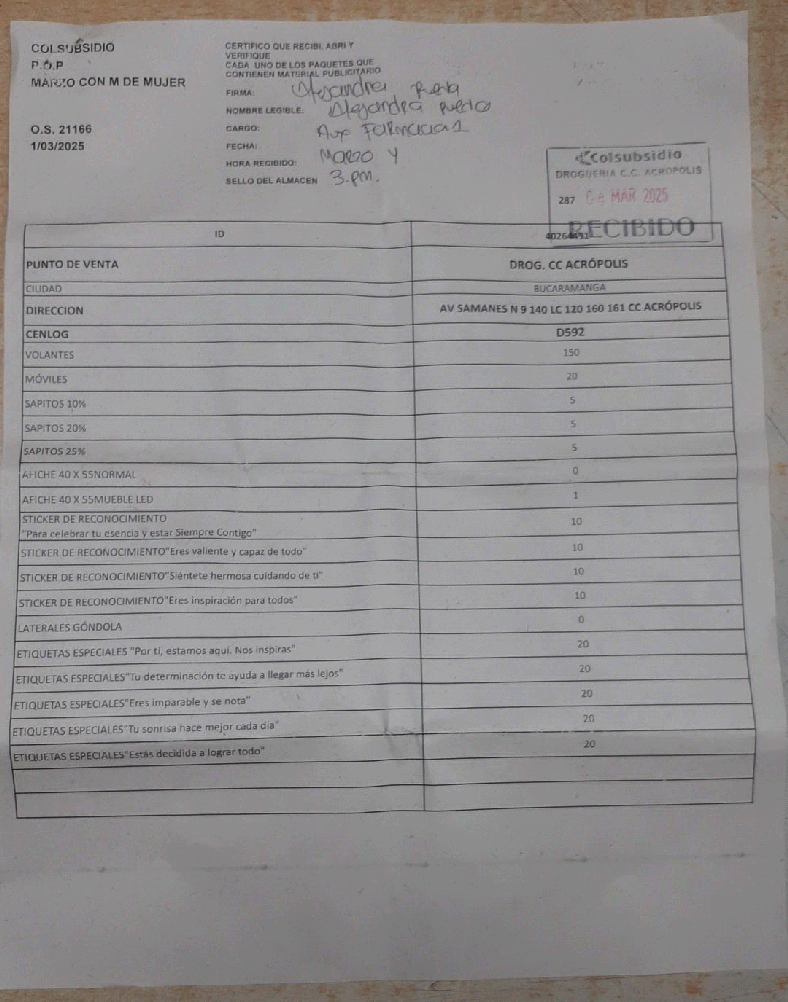 COLSUBSIDIO
P.O.P
MARZO CON M DE MUJER
O.S. 21166
1/03/2025
CERTIFICO QUE RECIBI, ABRI Y
VERIFIQUE
CADA UNO DE LOS PAQUETES QUE
CONTIENEN MATERIAL PUBLICITARIO
FIRMA: Alejandra
NOMBRE LEGIBLE: Alejandra
CARGO: Aux Farmacia 1
FECHA: Marzo 4
HORA RECIBIDO: 3.pm.
SELLO DEL ALMACEN
Colsubsidio
DROGUERIA C.C. ACROPOLIS
287 04 MAR 2025
RECIBIDO
ID
PUNTO DE VENTA DROG. CC ACRÓPOLIS
CIUDAD BUCARAMANGA
DIRECCION AV SAMANES N 9 140 LC 120 160 161 CC ACRÓPOLIS
CENLOG D592
VOLANTES 150
MÓVILES 20
SAPITOS 10% 5
SAPITOS 20% 5
SAPITOS 25% 5
AFICHE 40 X 55NORMAL 0
AFICHE 40 X 55MUEBLE LED 1
STICKER DE RECONOCIMIENTO
"Para celebrar tu esencia y estar Siempre Contigo" 10
STICKER DE RECONOCIMIENTO"Eres valiente y capaz de todo" 10
STICKER DE RECONOCIMIENTO"Siéntete hermosa cuidando de ti" 10
STICKER DE RECONOCIMIENTO"Eres inspiración para todos" 10
LATERALES GÓNDOLA 0
ETIQUETAS ESPECIALES"Por ti, estamos aquí. Nos inspiras" 20
ETIQUETAS ESPECIALES"Tu determinación te ayuda a llegar más lejos" 20
ETIQUETAS ESPECIALES"Eres imparable y se nota" 20
ETIQUETAS ESPECIALES"Tu sonrisa hace mejor cada día" 20
ETIQUETAS ESPECIALES"Estás decidida a lograr todo" 20